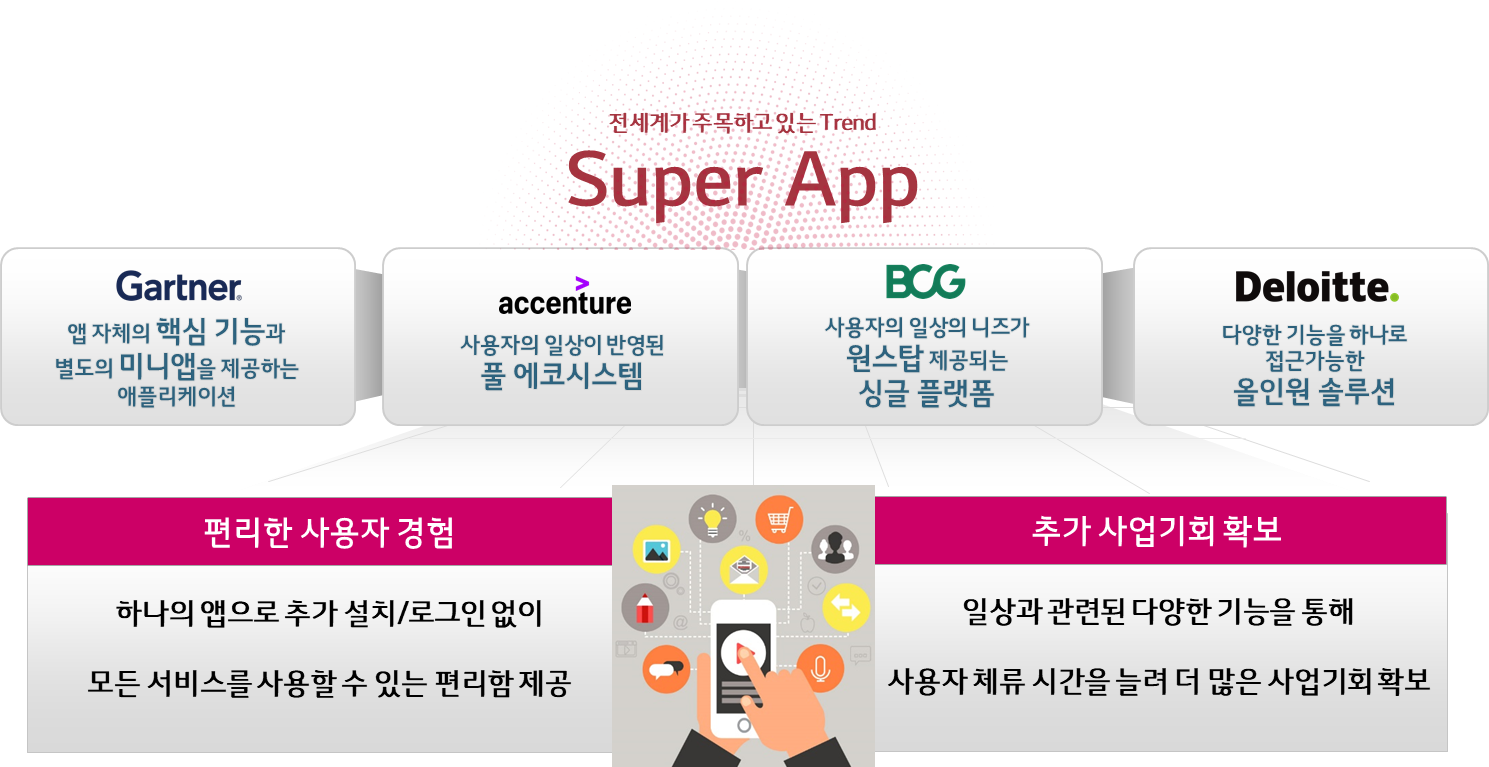 전세계가 주목하고 있는 Trend
Super App
Gartner®
앱 자체의 핵심 기능과
별도의 미니앱을 제공하는
애플리케이션
accenture
사용자의 일상이 반영된
풀 에코시스템
BCG
사용자의 일상의 니즈가
원스탑 제공되는
싱글 플랫폼
Deloitte.
다양한 기능을 하나로
접근가능한
올인원 솔루션
편리한 사용자 경험
하나의 앱으로 추가 설치/로그인 없이
모든 서비스를 사용할 수 있는 편리함 제공
추가 사업기회 확보
일상과 관련된 다양한 기능을 통해
사용자 체류 시간을 늘려 더 많은 사업기회 확보